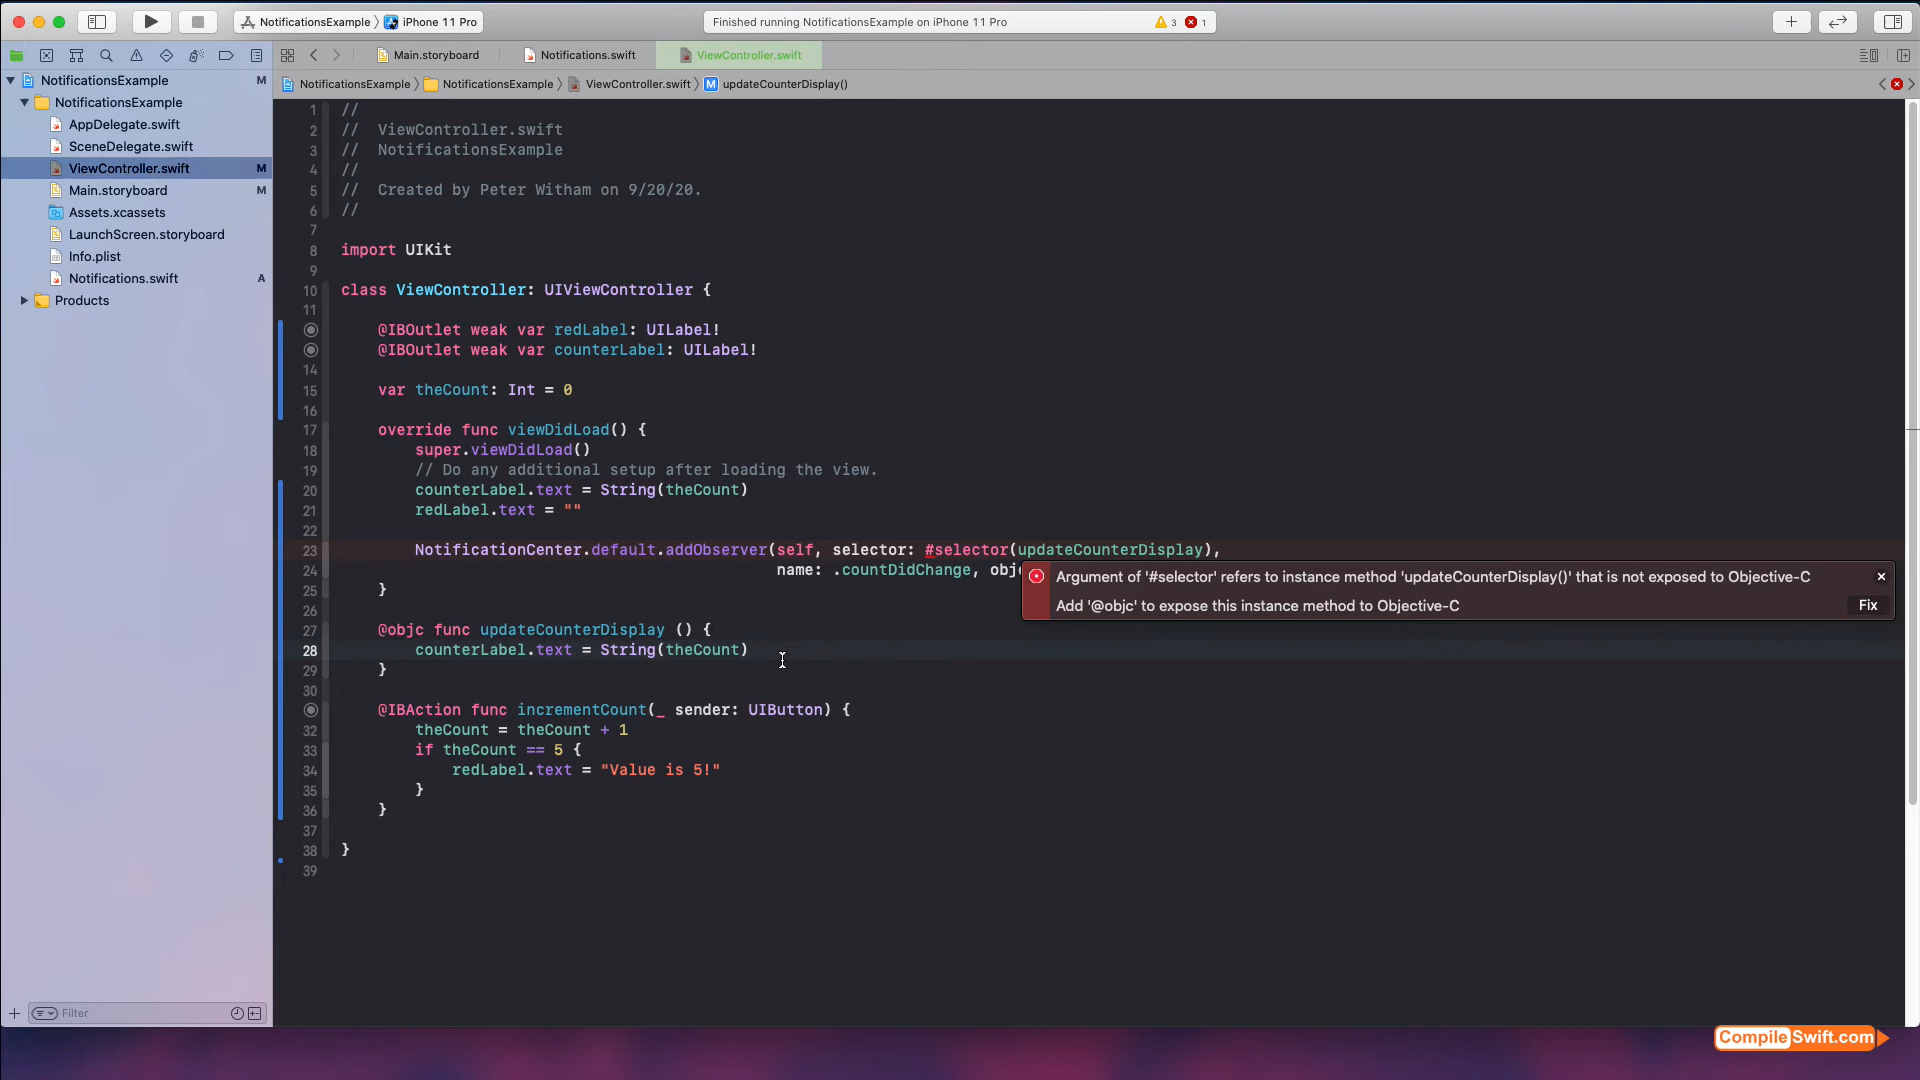 NotificationsExample
iPhone 11 Pro
Finished running NotificationsExample on iPhone 11 Pro
3
1
Main.storyboard
Notifications.swift
ViewController.swift
NotificationsExample
NotificationsExample
ViewController.swift
M
updateCounterDisplay()
NotificationsExample
M
NotificationsExample
AppDelegate.swift
SceneDelegate.swift
ViewController.swift
M
Main.storyboard
M
Assets.xcassets
LaunchScreen.storyboard
Info.plist
Notifications.swift
A
Products
Filter
1 //
2 //  ViewController.swift
3 //  NotificationsExample
4 //
5 //  Created by Peter Witham on 9/20/20.
6 //
7
8 import UIKit
9
10 class ViewController: UIViewController {
11
@IBOutlet weak var redLabel: UILabel!
@IBOutlet weak var counterLabel: UILabel!
14
15 var theCount: Int = 0
16
17 override func viewDidLoad() {
18 super.viewDidLoad()
19 // Do any additional setup after loading the view.
20 counterLabel.text = String(theCount)
21 redLabel.text = ""
22
23 NotificationCenter.default.addObserver(self, selector: #selector(updateCounterDisplay),
24 name: .countDidChange, obj
25 }
26
27 @objc func updateCounterDisplay () {
28 counterLabel.text = String(theCount)
29 }
30
@IBAction func incrementCount(_ sender: UIButton) {
32 theCount = theCount + 1
33 if theCount == 5 {
34 redLabel.text = "Value is 5!"
35 }
36 }
37
38 }
39
Argument of '#selector' refers to instance method 'updateCounterDisplay()' that is not exposed to Objective-C
Add '@objc' to expose this instance method to Objective-C
Fix
CompileSwift.com